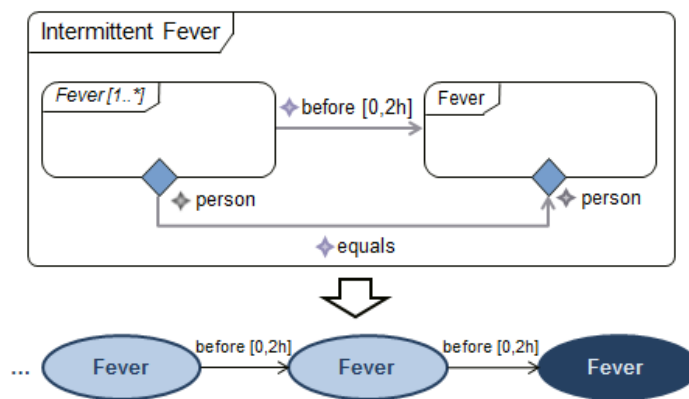 Intermittent Fever
Fever[1..*]
before [0,2h]
Fever
person
person
equals
before [0,2h]
before [0,2h]
... Fever Fever Fever